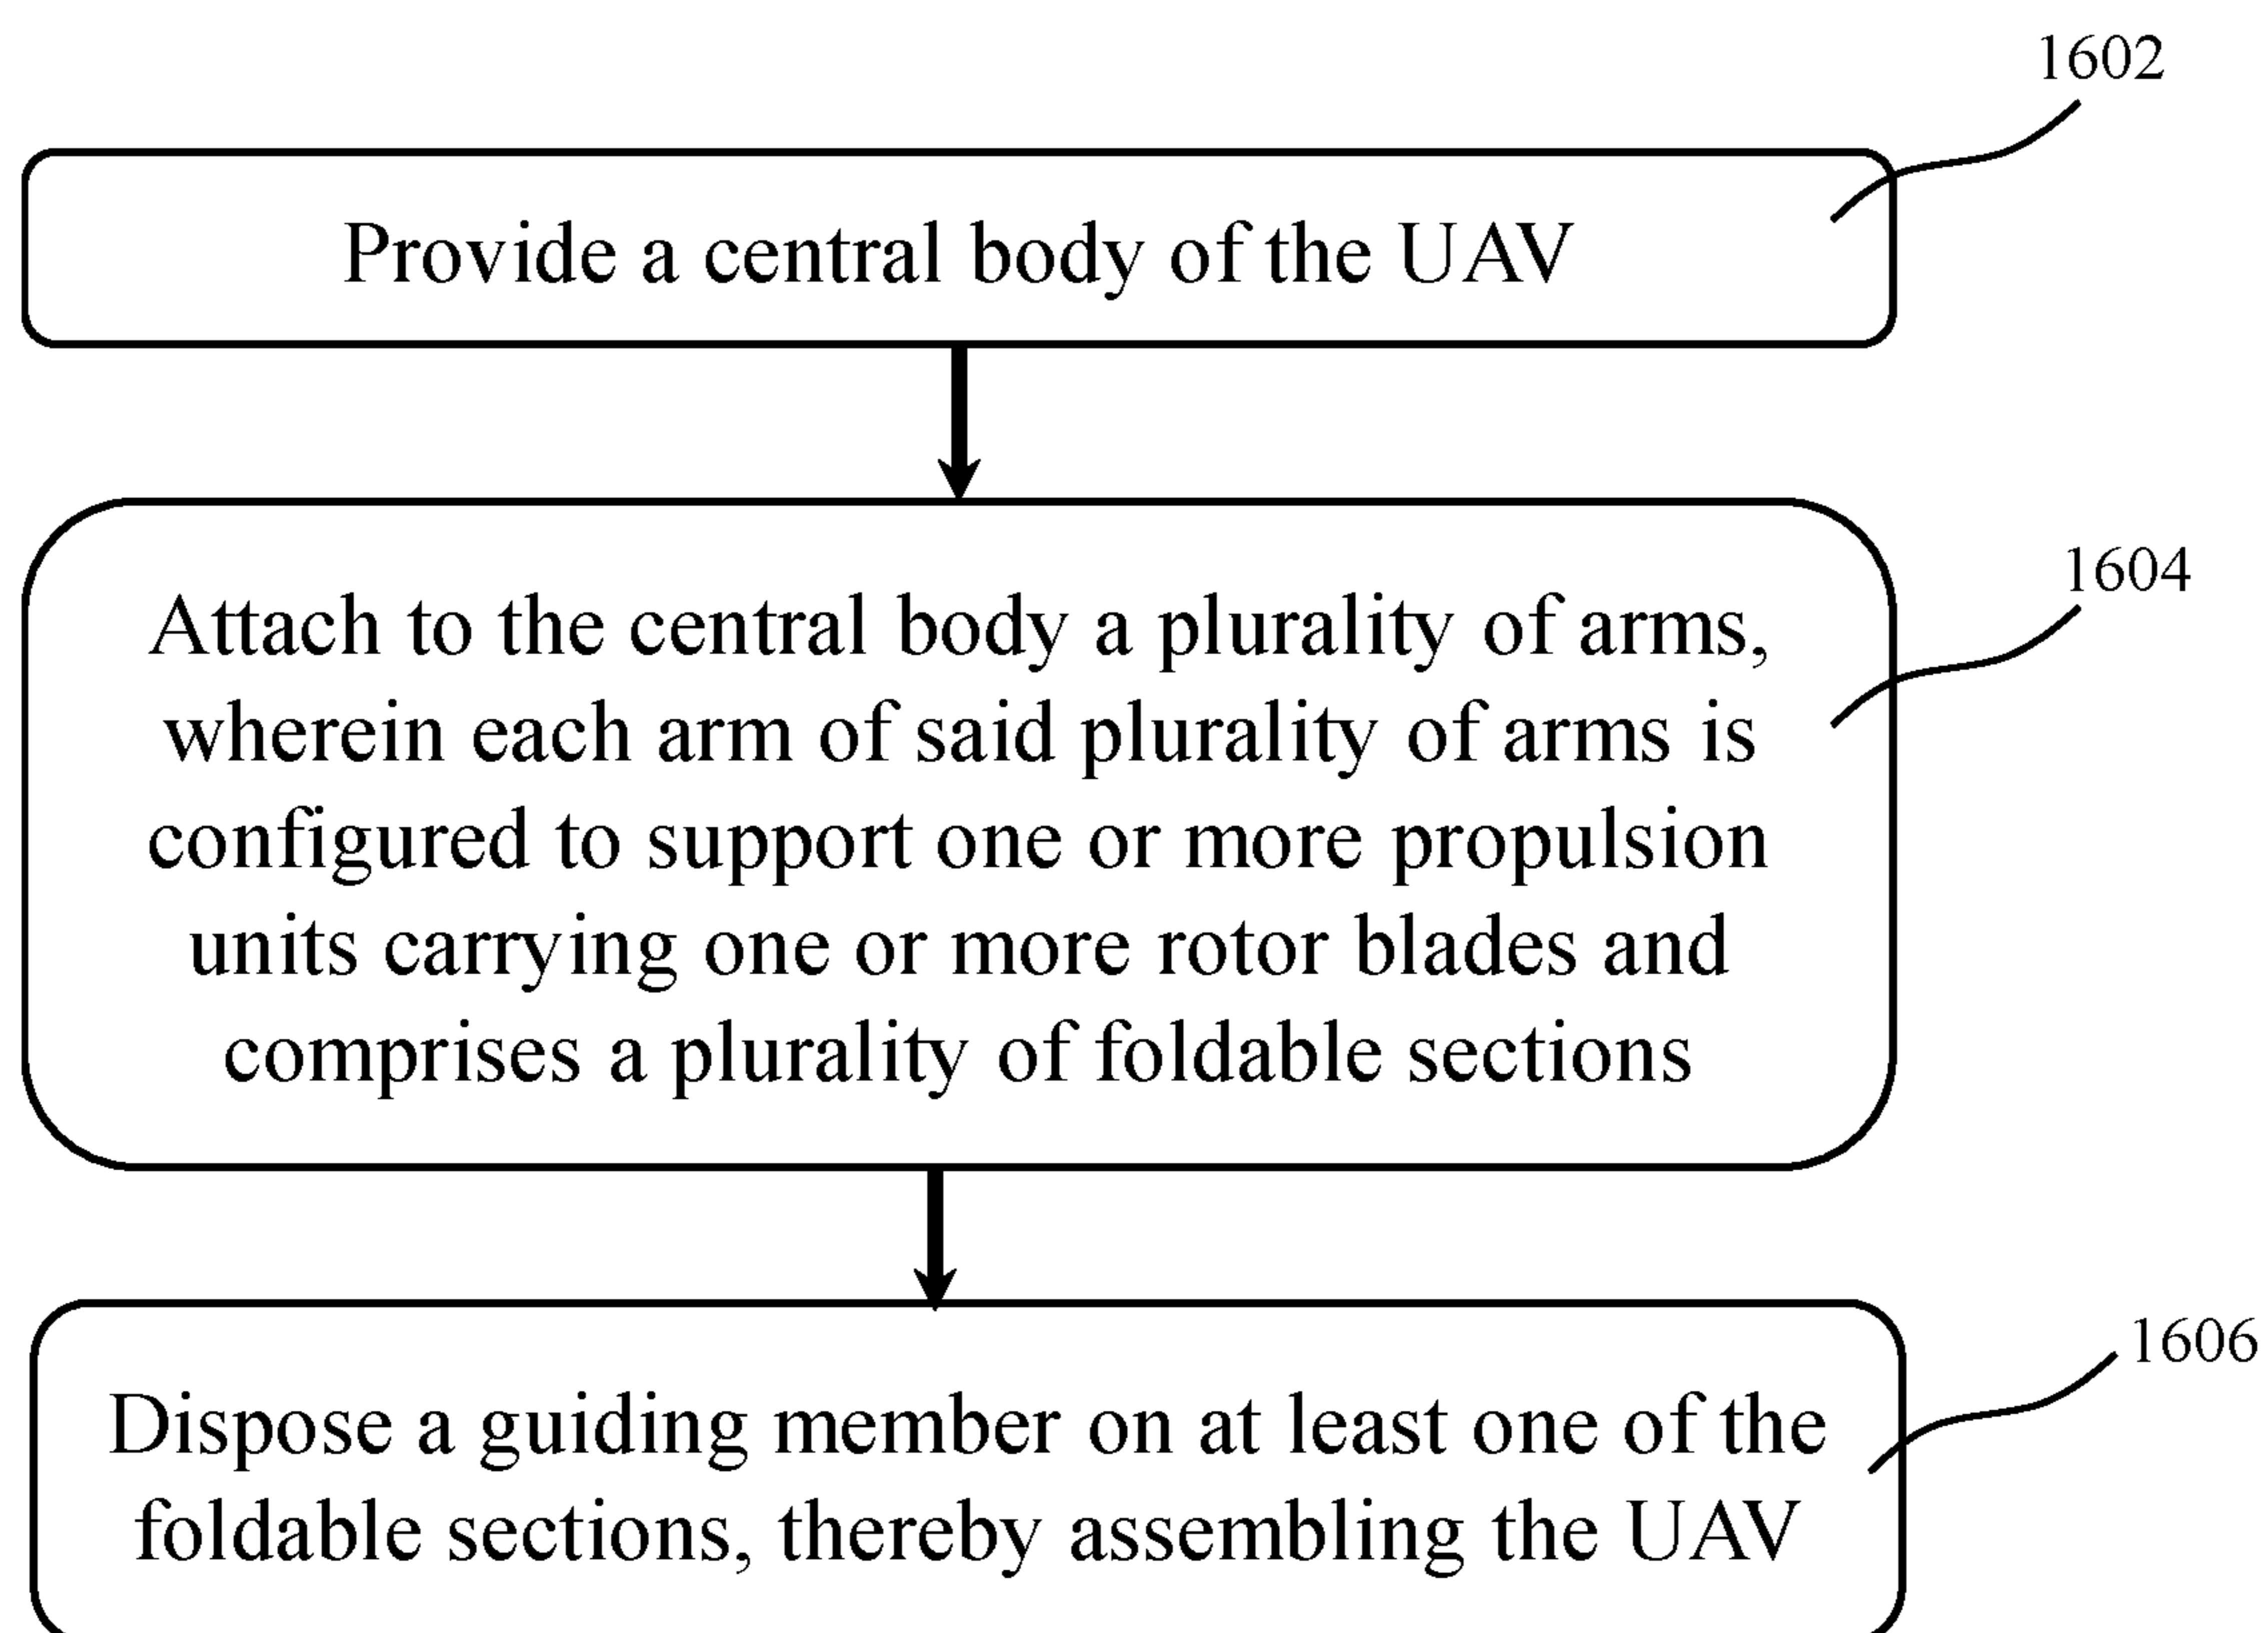 1602
Provide a central body of the UAV
1604
Attach to the central body a plurality of arms,
wherein each arm of said plurality of arms is
configured to support one or more propulsion
units carrying one or more rotor blades and
comprises a plurality of foldable sections
1606
Dispose a guiding member on at least one of the
foldable sections, thereby assembling the UAV